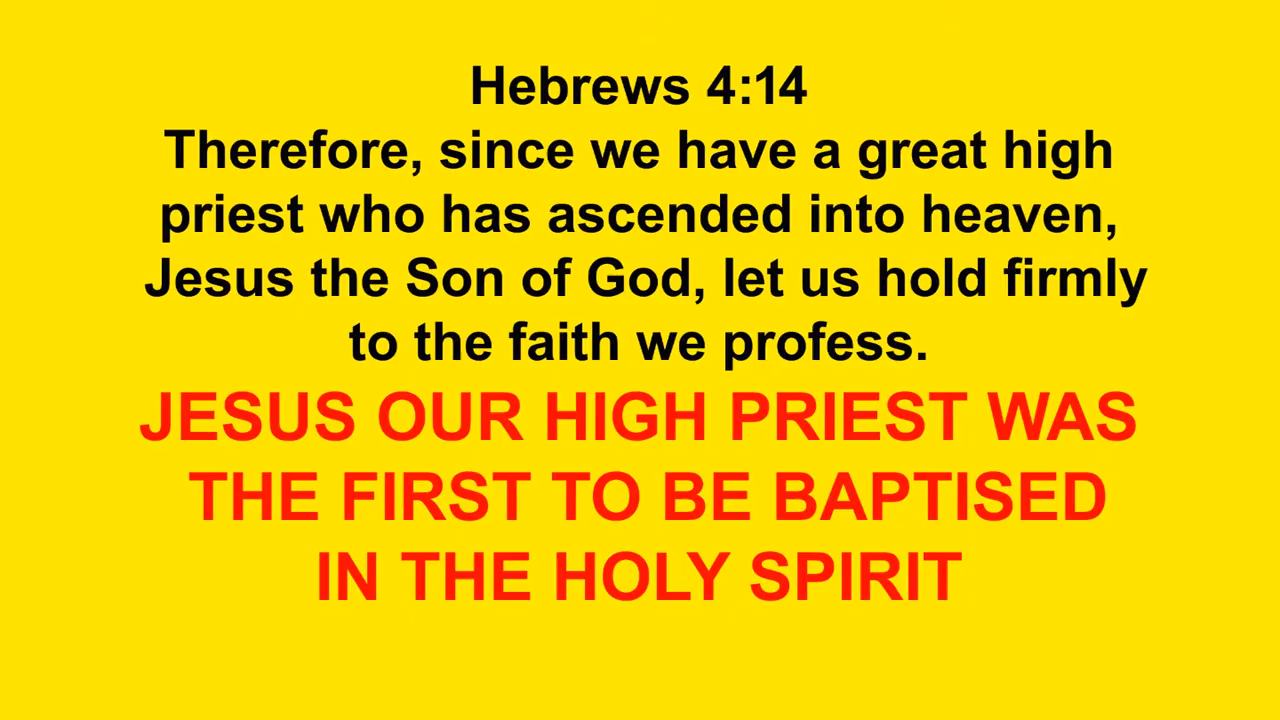 Hebrews 4:14
Therefore, since we have a great high
priest who has ascended into heaven,
Jesus the Son of God, let us hold firmly
to the faith we profess.
JESUS OUR HIGH PRIEST WAS
THE FIRST TO BE BAPTISED
IN THE HOLY SPIRIT